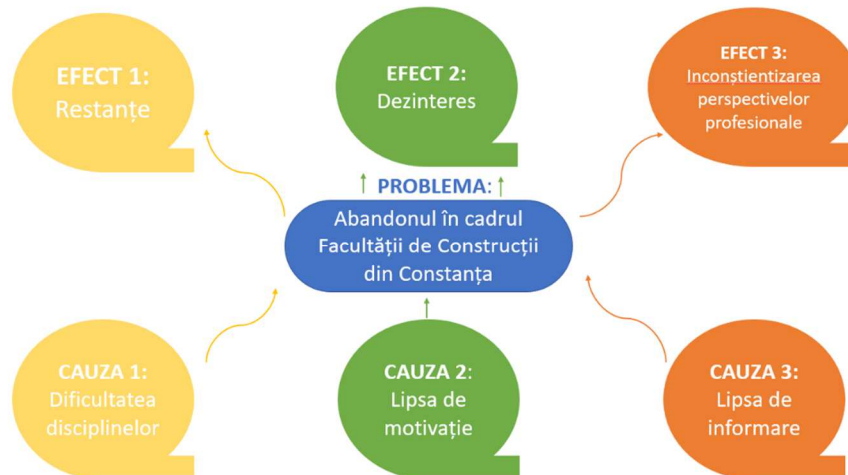 EFECT 1:
Restanțe
EFECT 2:
Dezinteres
EFECT 3:
Inconștientizarea
perspectivelor
profesionale
PROBLEMA:
Abandonul în cadrul
Facultății de Construcții
din Constanța
CAUZA 1:
Dificultatea
disciplinelor
CAUZA 2:
Lipsa de
motivație
CAUZA 3:
Lipsa de
informare